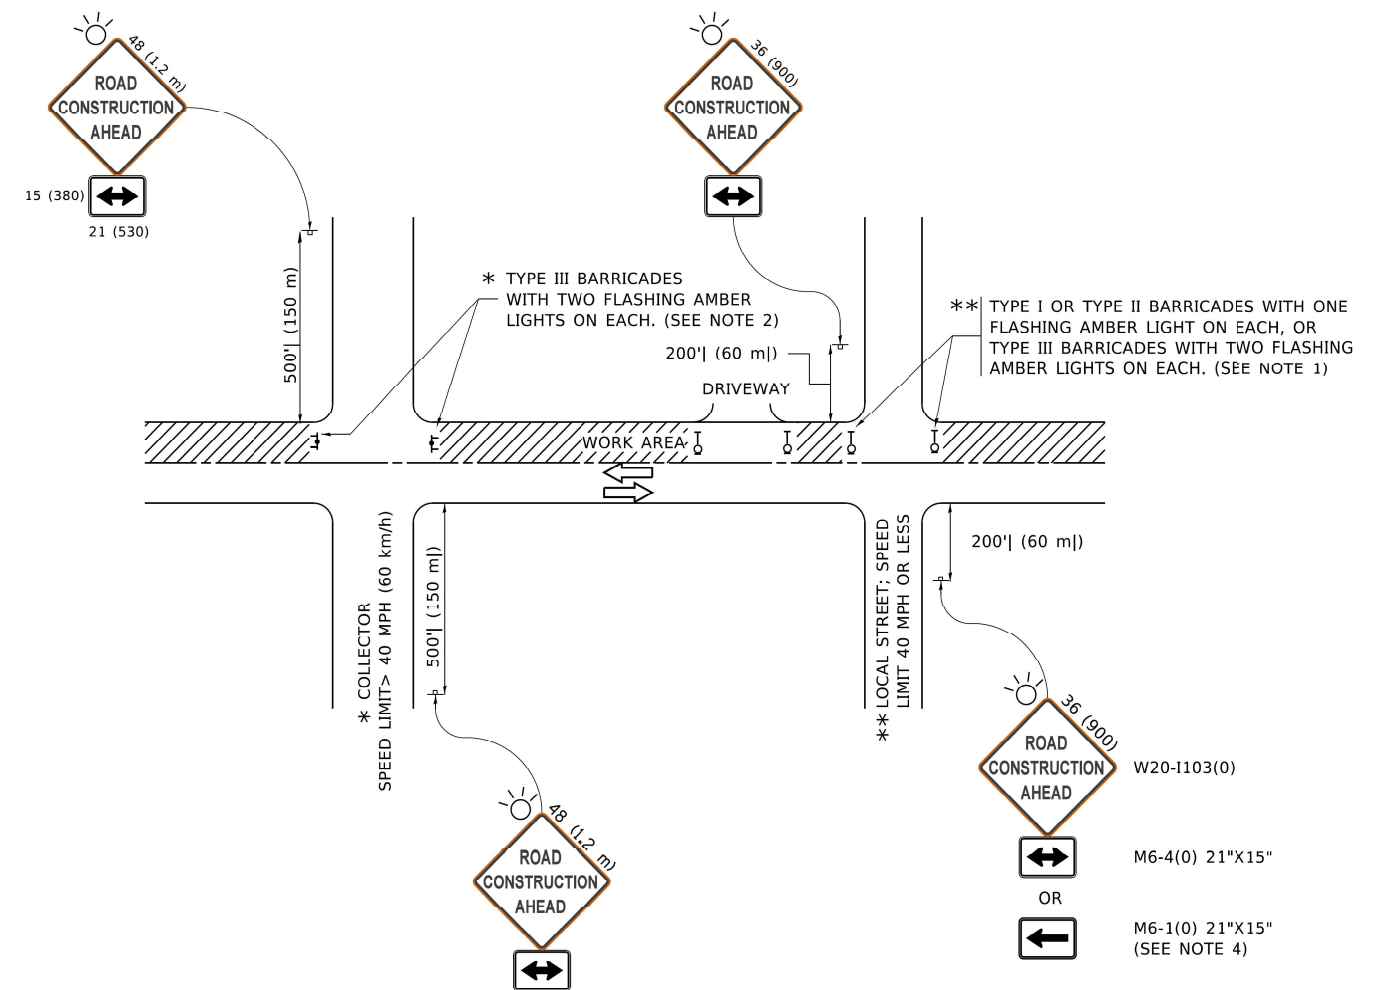 ROAD
CONSTRUCTION
AHEAD
48 (1.2 m)
15 (380)
21 (530)
ROAD
CONSTRUCTION
AHEAD
36 (900)
500'| (150 m)
* TYPE III BARRICADES
WITH TWO FLASHING AMBER
LIGHTS ON EACH. (SEE NOTE 2)
200'| (60 m|)
DRIVEWAY
** TYPE I OR TYPE II BARRICADES WITH ONE
FLASHING AMBER LIGHT ON EACH, OR
TYPE III BARRICADES WITH TWO FLASHING
AMBER LIGHTS ON EACH. (SEE NOTE 1)
WORK AREA
* COLLECTOR
SPEED LIMIT> 40 MPH (60 km/h)
500'| (150 m|)
** LOCAL STREET; SPEED
LIMIT 40 MPH OR LESS
200'| (60 m|)
ROAD
CONSTRUCTION
AHEAD
48 (1.2 m)
ROAD
CONSTRUCTION
AHEAD
36 (900)
W20-I103(0)
M6-4(0) 21"X15"
OR
M6-1(0) 21"X15"
(SEE NOTE 4)